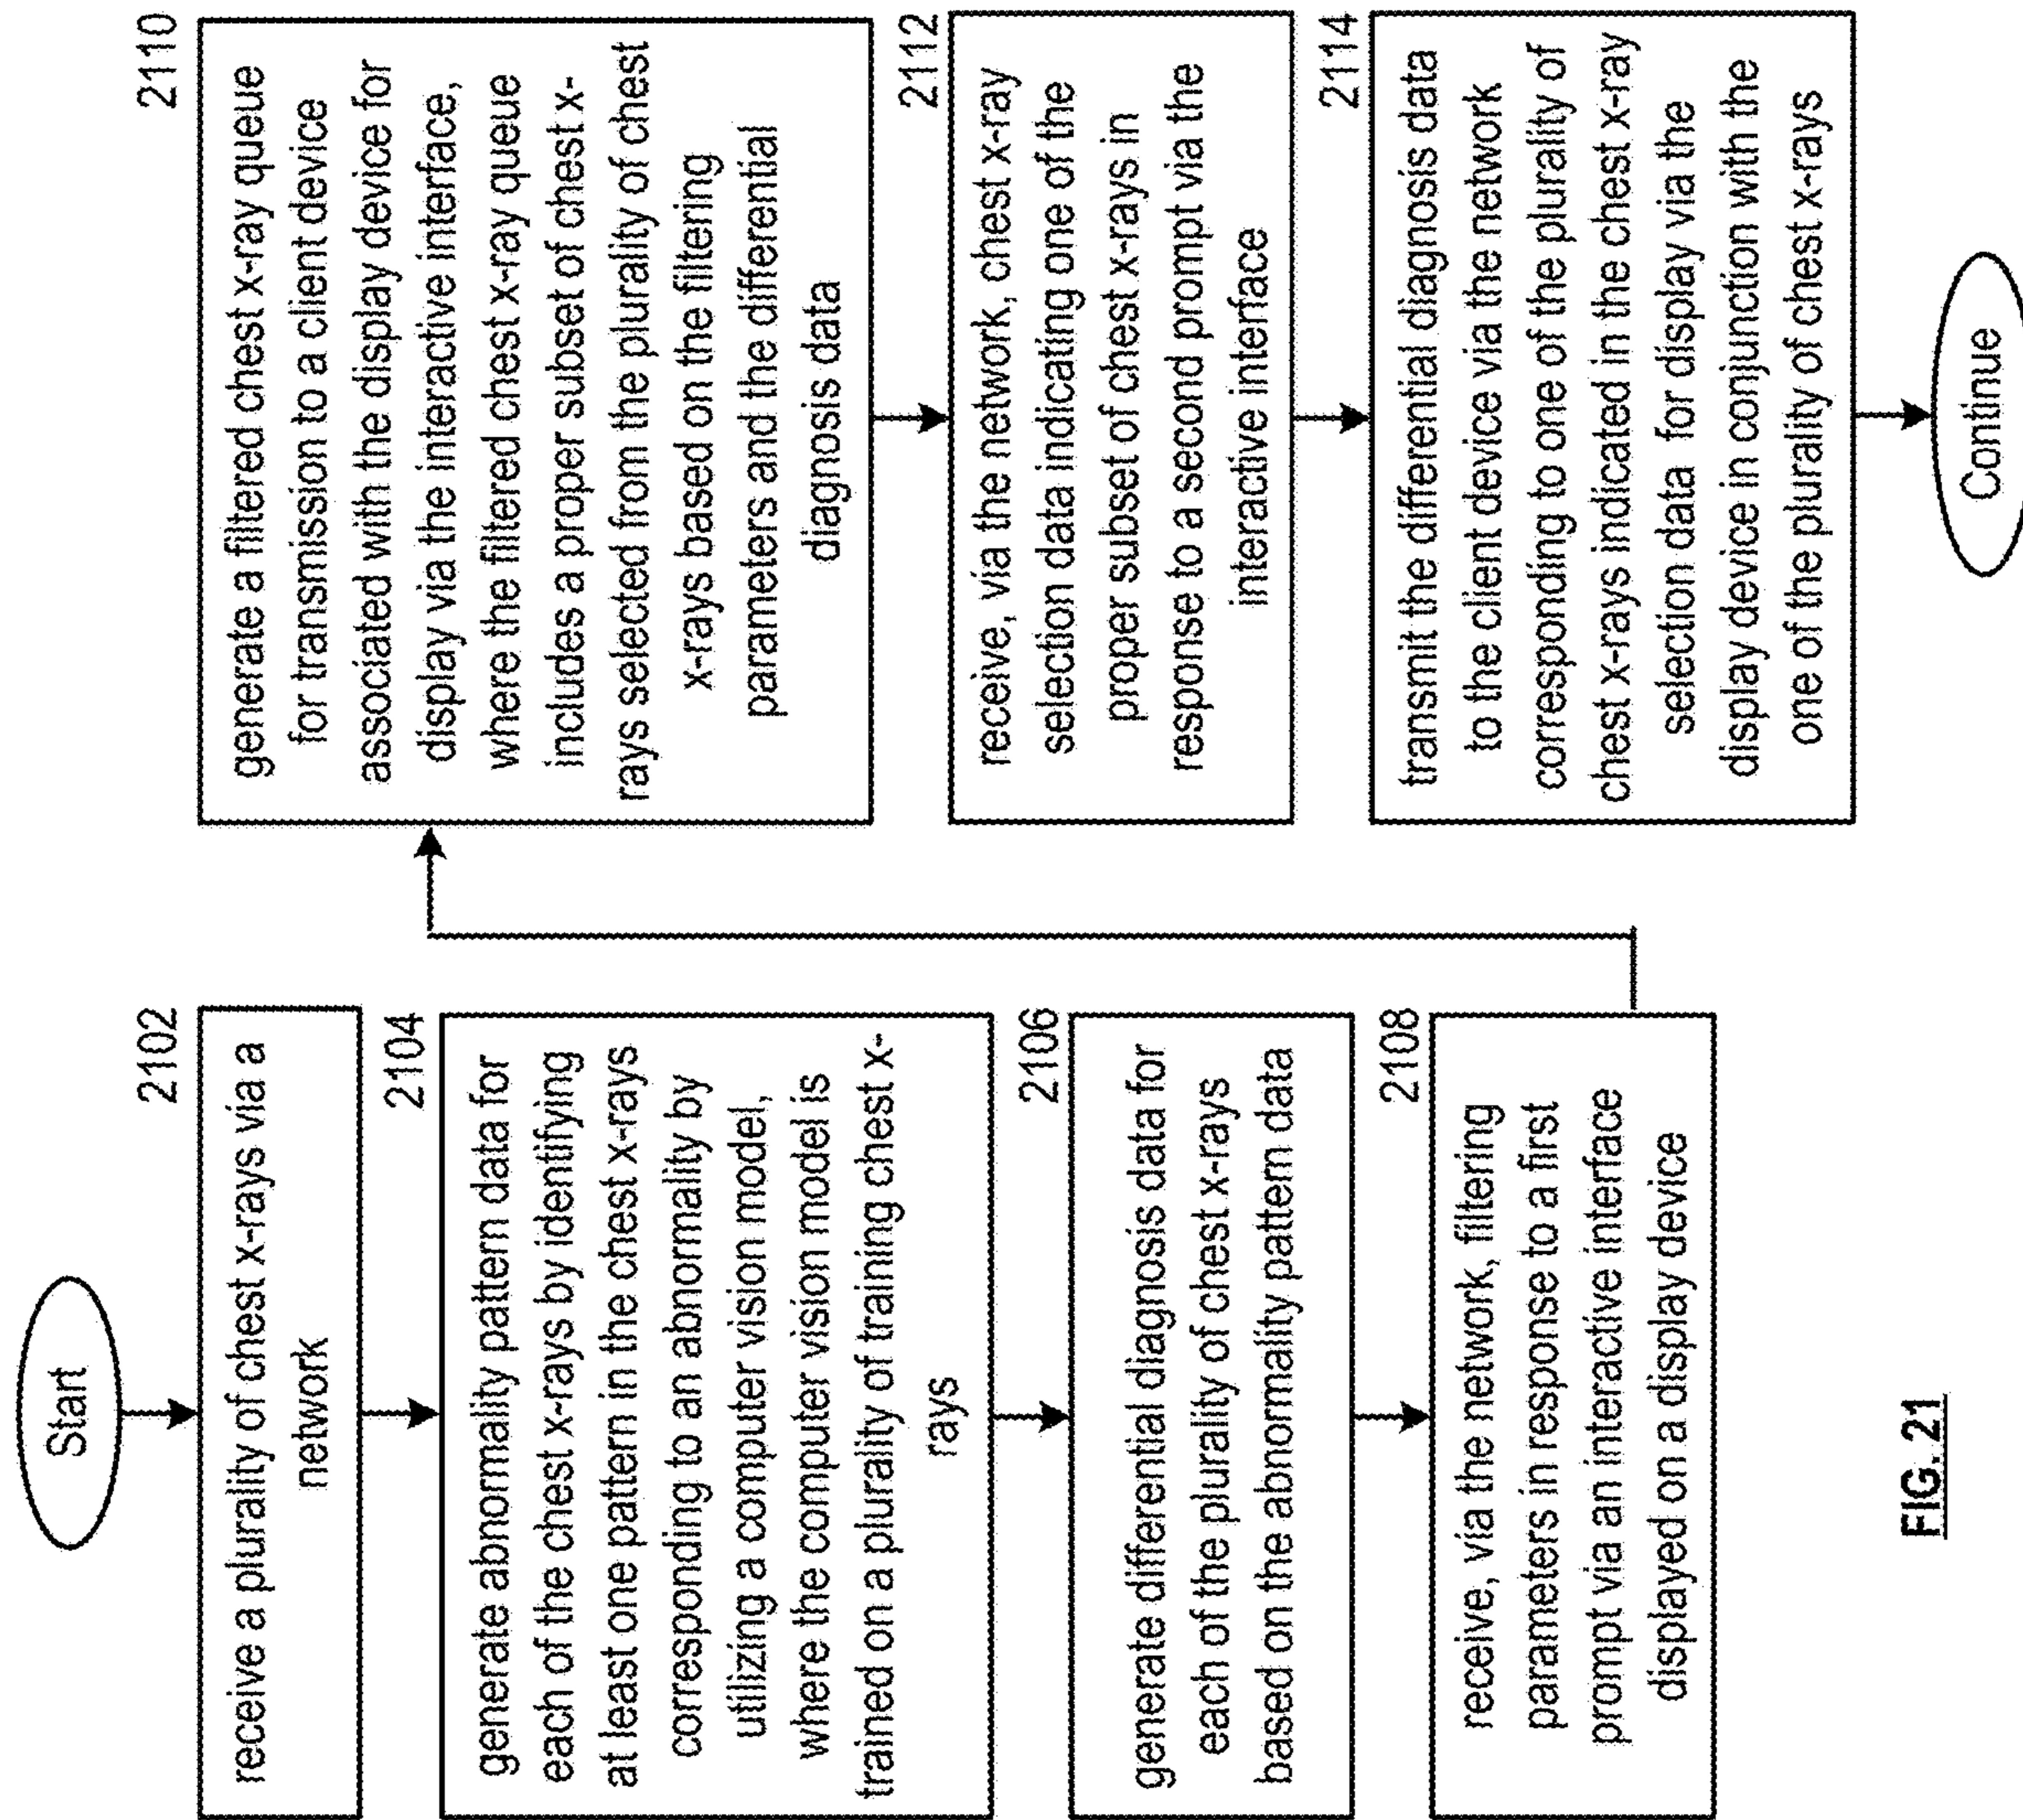 Start
2102
receive a plurality of chest x-rays via a
network
2104
generate abnormality pattern data for
each of the chest x-rays by identifying
at least one pattern in the chest x-rays
corresponding to an abnormality by
utilizing a computer vision model,
where the computer vision model is
trained on a plurality of training chest x-
rays
2106
generate differential diagnosis data for
each of the plurality of chest x-rays
based on the abnormality pattern data
2108
receive, via the network, filtering
parameters in response to a first
prompt via an interactive interface
displayed on a display device
2110
generate a filtered chest x-ray queue
for transmission to a client device
associated with the display device for
display via the interactive interface,
where the filtered chest x-ray queue
includes a proper subset of chest x-
rays selected from the plurality of chest
x-rays based on the filtering
parameters and the differential
diagnosis data
2112
receive, via the network, chest x-ray
selection data indicating one of the
proper subset of chest x-rays in
response to a second prompt via the
interactive interface
2114
transmit the differential diagnosis data
to the client device via the network
corresponding to one of the plurality of
chest x-rays indicated in the chest x-ray
selection data for display via the
display device in conjunction with the
one of the plurality of chest x-rays
Continue
FIG. 21